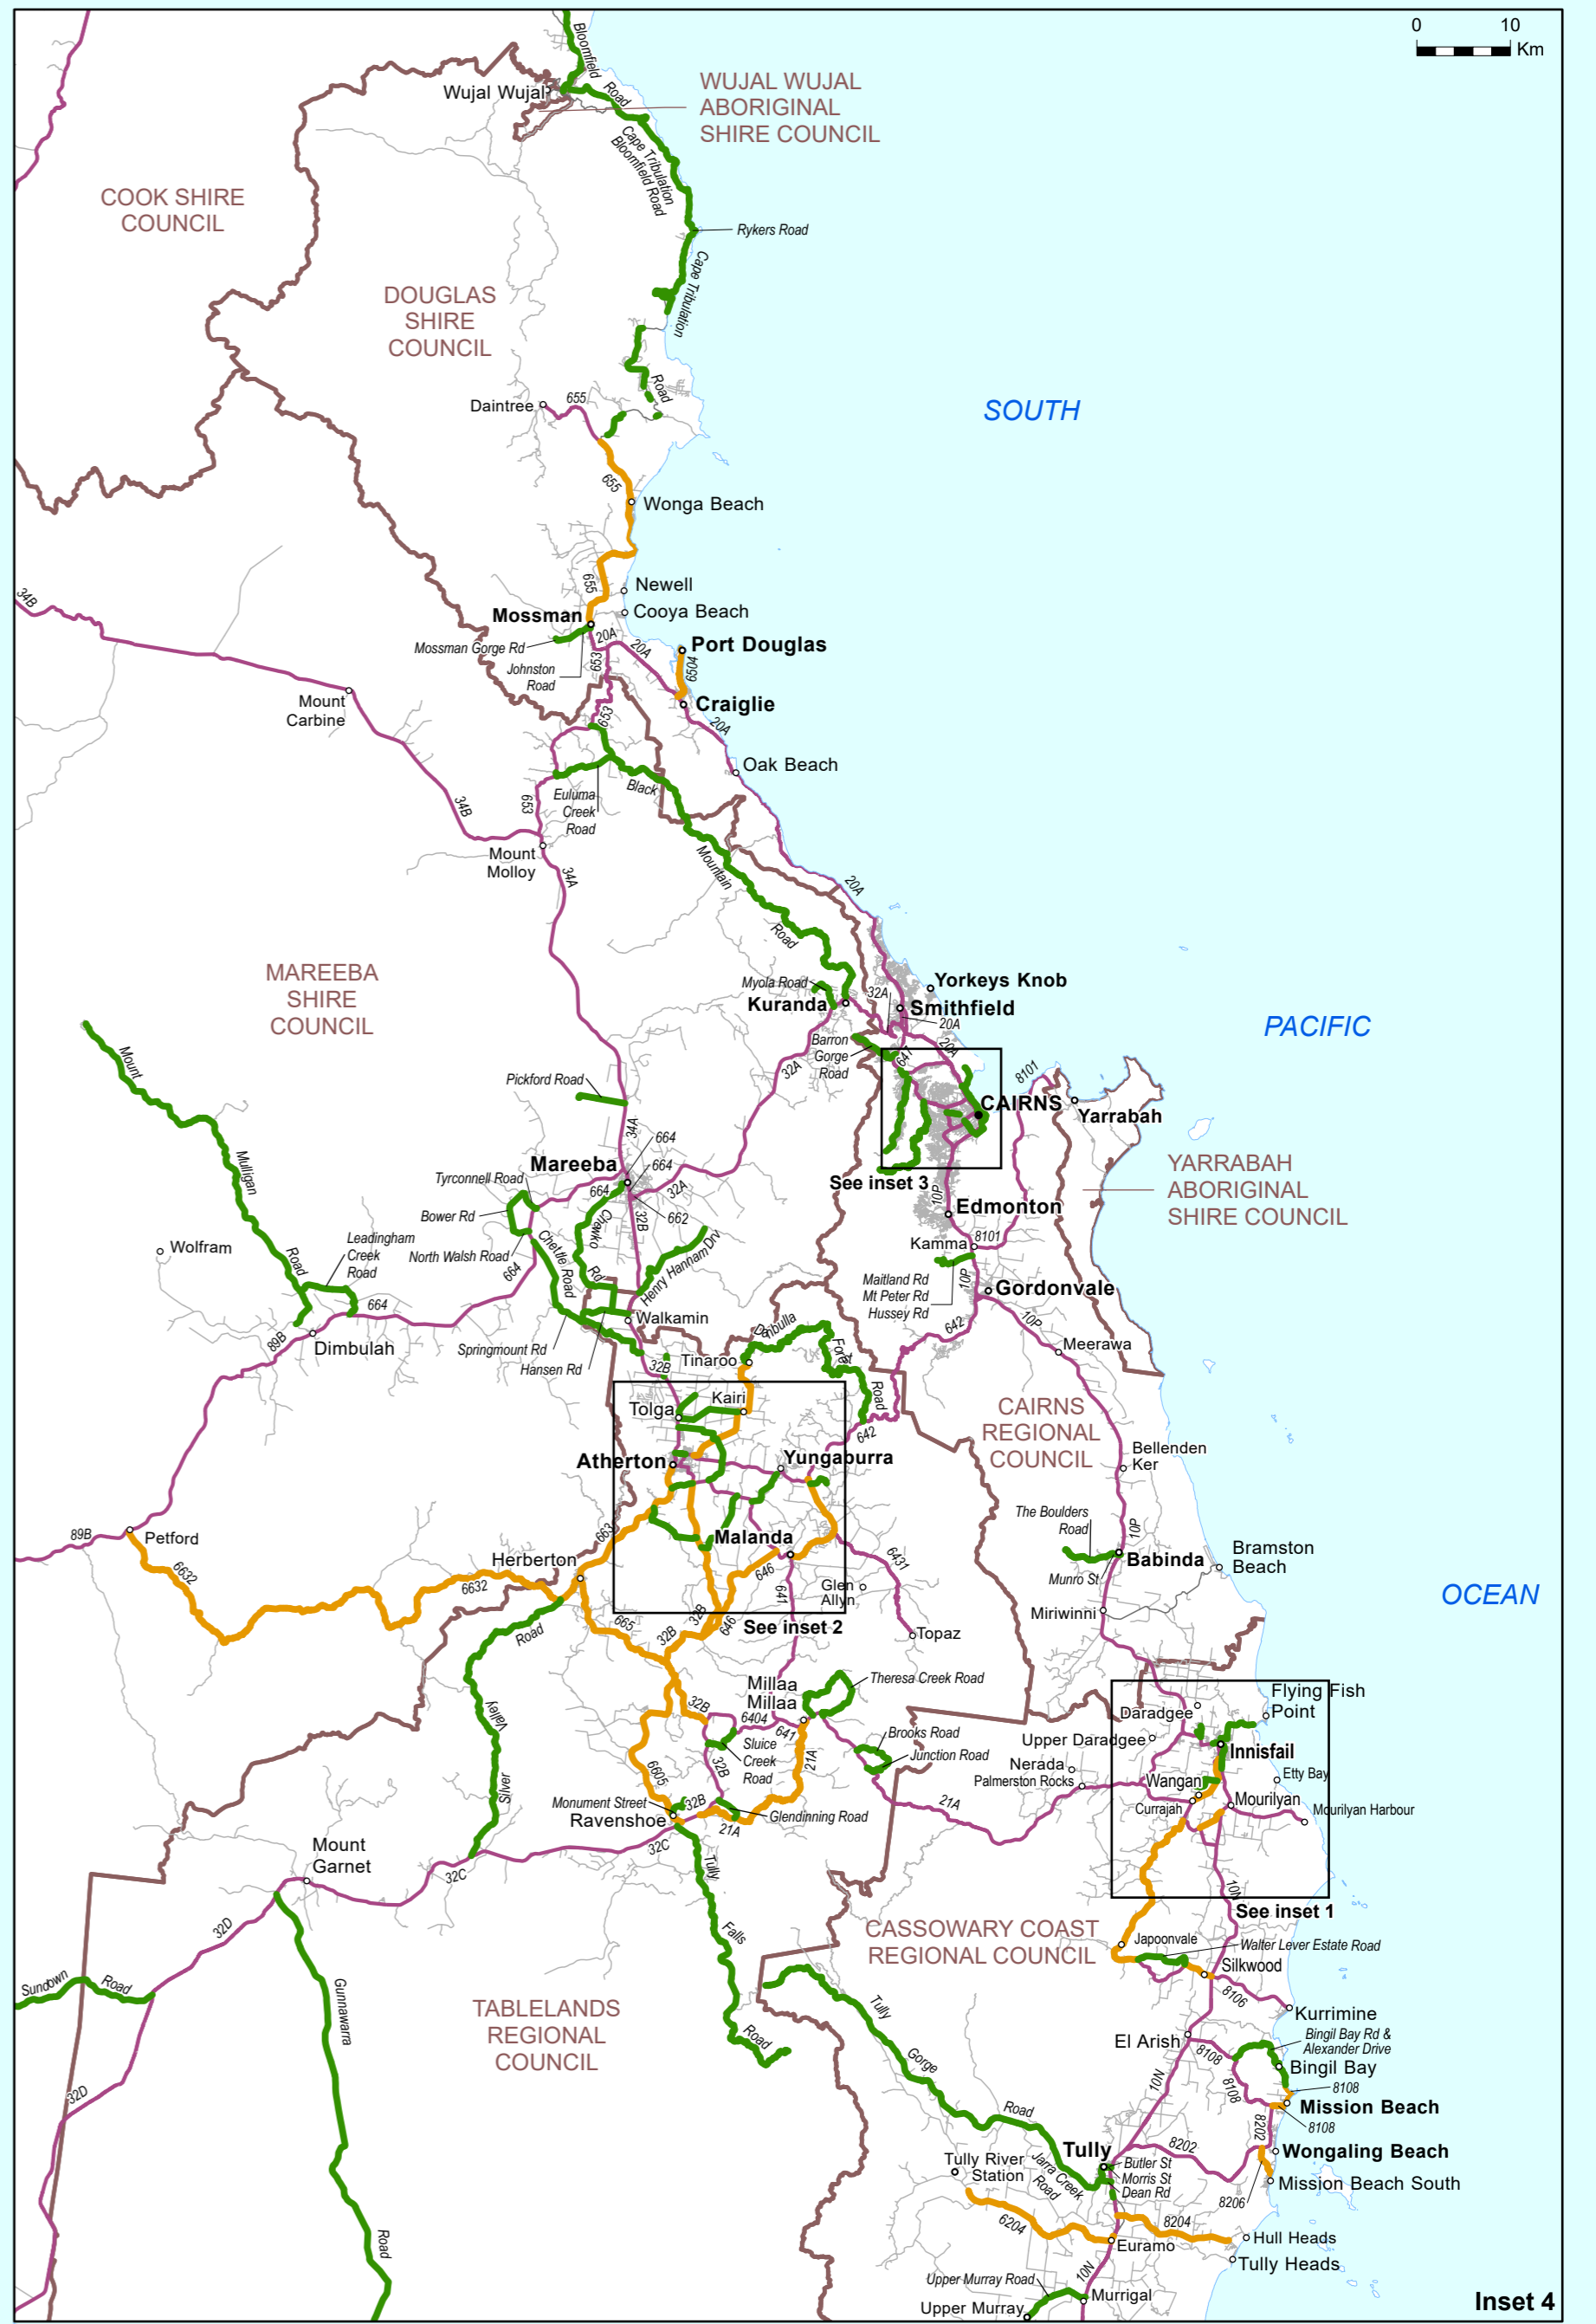 0 10
Km
Bloomfield
Road
Wujal Wujal
WUJAL WUJAL
ABORIGINAL
SHIRE COUNCIL
Cape Tribulation
Bloomfield Road
COOK SHIRE
COUNCIL
Rykers Road
Cape Tribulation
Road
DOUGLAS
SHIRE
COUNCIL
Daintree
655
655
Wonga Beach
SOUTH
655
Newell
Cooya Beach
Mossman
Mossman Gorge Rd
Johnston
Road
20A
653
20A
Port Douglas
6504
Craiglie
20A
34B
Mount
Carbine
653
Oak Beach
Black
Euluma
Creek
Road
653
34B
Mount
Molloy
34A
Mountain
Road
20A
MAREEBA
SHIRE
COUNCIL
Myola Road
Kuranda
32A
Yorkeys Knob
Smithfield
20A
20A
PACIFIC
Barron
Gorge
Road
647
32A
8101
CAIRNS
Yarrabah
Mount
Mulligan
Road
Pickford Road
34A
664
664
Mareeba
664
32A
662
32B
Tyrconnell Road
Bower Rd
North Walsh Road
664
Chewko
Rd
Chettle Road
Henry Hannam Drv
See inset 3
10P
Edmonton
YARRABAH
ABORIGINAL
SHIRE COUNCIL
Kamma
8101
Wolfram
Leadingham
Creek
Road
664
89B
Dimbulah
Maitland Rd
Mt Peter Rd
Hussey Rd
10P
Gordonvale
642
10P
Meerawa
Walkamin
Springmount Rd
Hansen Rd
32B
Tinaroo
Danbulla
Forest
Road
Kairi
Tolga
642
Atherton
Yungaburra
CAIRNS
REGIONAL
COUNCIL
Bellenden
Ker
The Boulders
Road
10P
Babinda
Munro St
Bramston
Beach
Miriwinni
OCEAN
89B
Petford
6632
6632
Herberton
663
Malanda
646
641
6431
Glen
Allyn
Topaz
665
32B
32B
646
See inset 2
Road
Valley
Silver
Millaa
Millaa
Theresa Creek Road
32B
6404
641
Sluice
Creek
Road
Brooks Road
Junction Road
21A
32B
6605
Monument Street
32B
Ravenshoe
21A
Glendinning Road
21A
Flying Fish
Point
Daradgee
Upper Daradgee
Innisfail
Nerada
Palmerston Rocks
Wangan
Etty Bay
Currajah
Mourilyan
Mourilyan Harbour
10N
See inset 1
Mount
Garnet
32C
32C
32D
Tully
Falls
Road
CASSOWARY COAST
REGIONAL COUNCIL
Japoonvale
Walter Lever Estate Road
Silkwood
8106
Kurrimine
Sundown
Road
Gunnawarra
Road
32D
TABLELANDS
REGIONAL
COUNCIL
Tully
Gorge
Road
El Arish
8108
Bingil Bay Rd &
Alexander Drive
Bingil Bay
8108
8108
Mission Beach
8108
10N
8202
8202
Wongaling Beach
Tully
Butler St
Morris St
Dean Rd
Jarra Creek
Road
Tully River
Station
Mission Beach South
8206
6204
8204
Hull Heads
Euramo
Tully Heads
10N
Upper Murray Road
Murrigal
Upper Murray
Inset 4